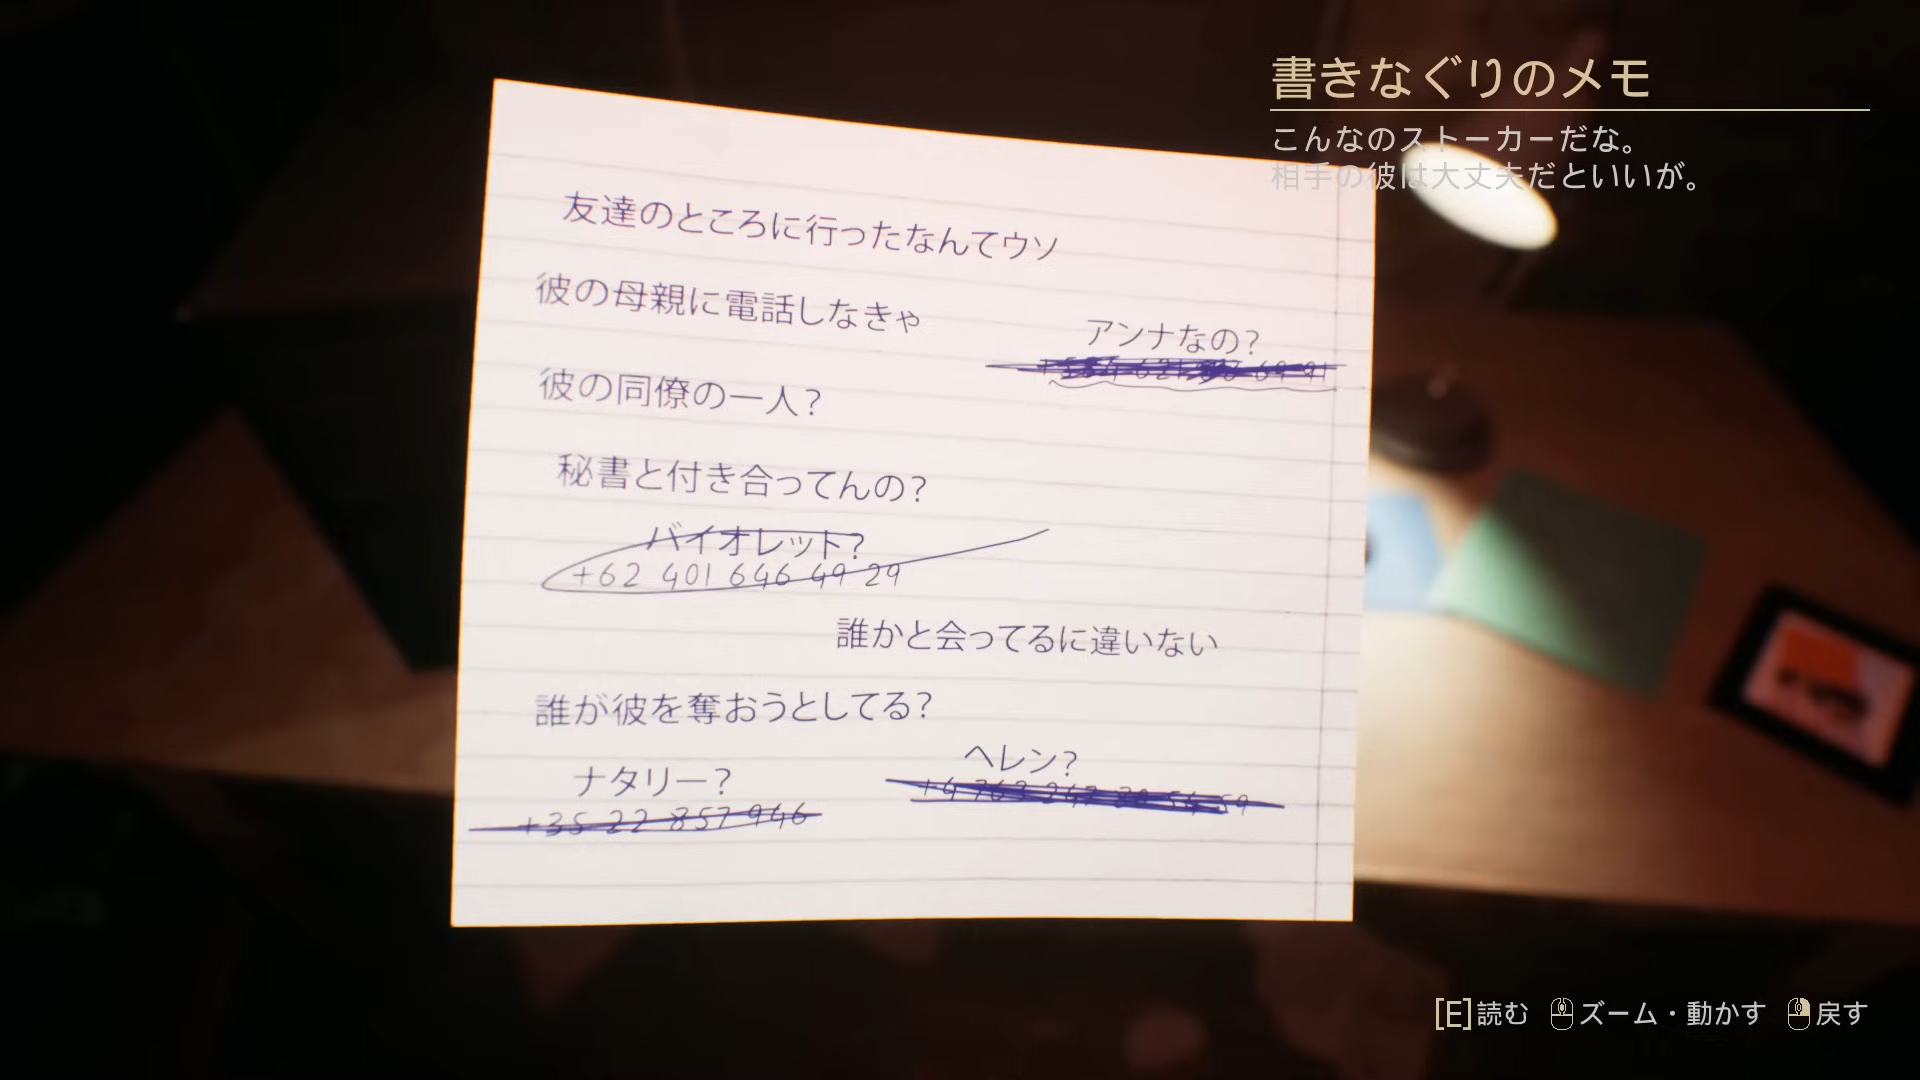 書きなぐりのメモ
こんなのストーカーだな。
相手の彼は大丈夫だといいが。
友達のところに行ったなんてウソ
彼の母親に電話しなきゃ
アンナなの?
彼の同僚の一人?
秘書と付き合ってんの?
バイオレット?
+62 401 646 49 29
誰かと会ってるに違いない
誰が彼を奪おうとしてる?
ナタリー?
+35 22 857 946
ヘレン?
[E]読む ズーム・動かす 戻す